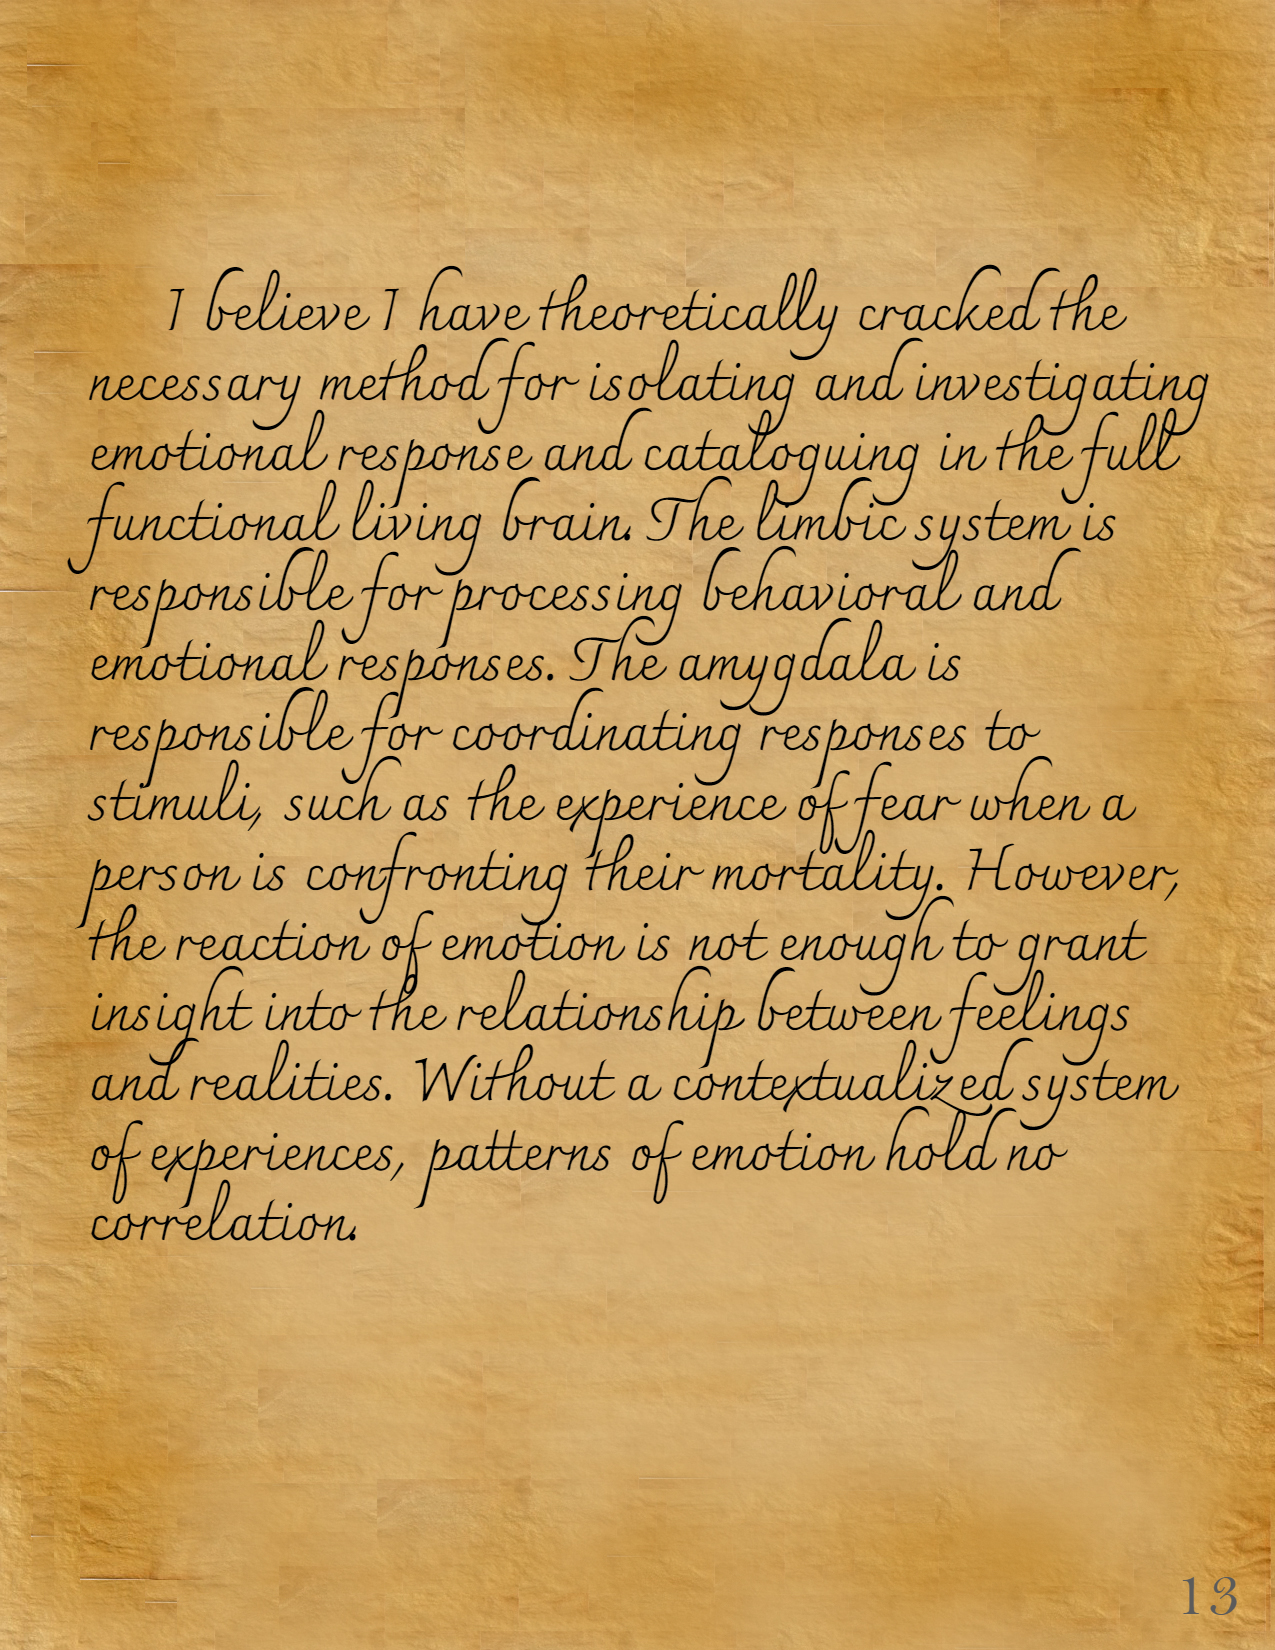 I believe I have theoretically cracked the
necessary method for isolating and investigating
emotional response and cataloguing in the full
functional living brain. The limbic system is
responsible for processing behavioral and
emotional responses. The amygdala is
responsible for coordinating responses to
stimuli, such as the experience of fear when a
person is confronting their mortality. However,
the reaction of emotion is not enough to grant
insight into the relationship between feelings
and realities. Without a contextualized system
of experiences, patterns of emotion hold no
correlation.
13